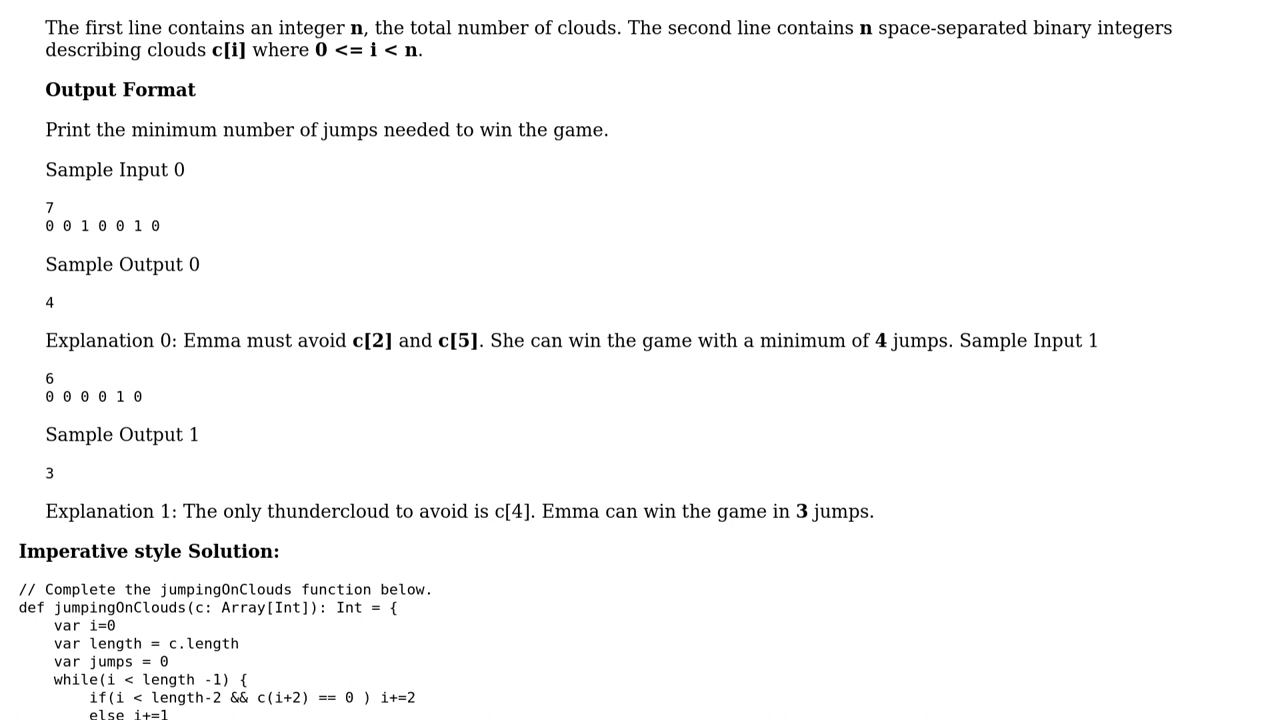 The first line contains an integer n, the total number of clouds. The second line contains n space-separated binary integers
describing clouds c[i] where 0 <= i < n.
Output Format
Print the minimum number of jumps needed to win the game.
Sample Input 0
7
0 0 1 0 0 1 0
Sample Output 0
4
Explanation 0: Emma must avoid c[2] and c[5]. She can win the game with a minimum of 4 jumps. Sample Input 1
6
0 0 0 0 1 0
Sample Output 1
3
Explanation 1: The only thundercloud to avoid is c[4]. Emma can win the game in 3 jumps.
Imperative style Solution:
// Complete the jumpingOnClouds function below.
def jumpingOnClouds(c: Array[Int]): Int = {
    var i=0
    var length = c.length
    var jumps = 0
    while(i < length -1) {
        if(i < length-2 && c(i+2) == 0 ) i+=2
        else i+=1